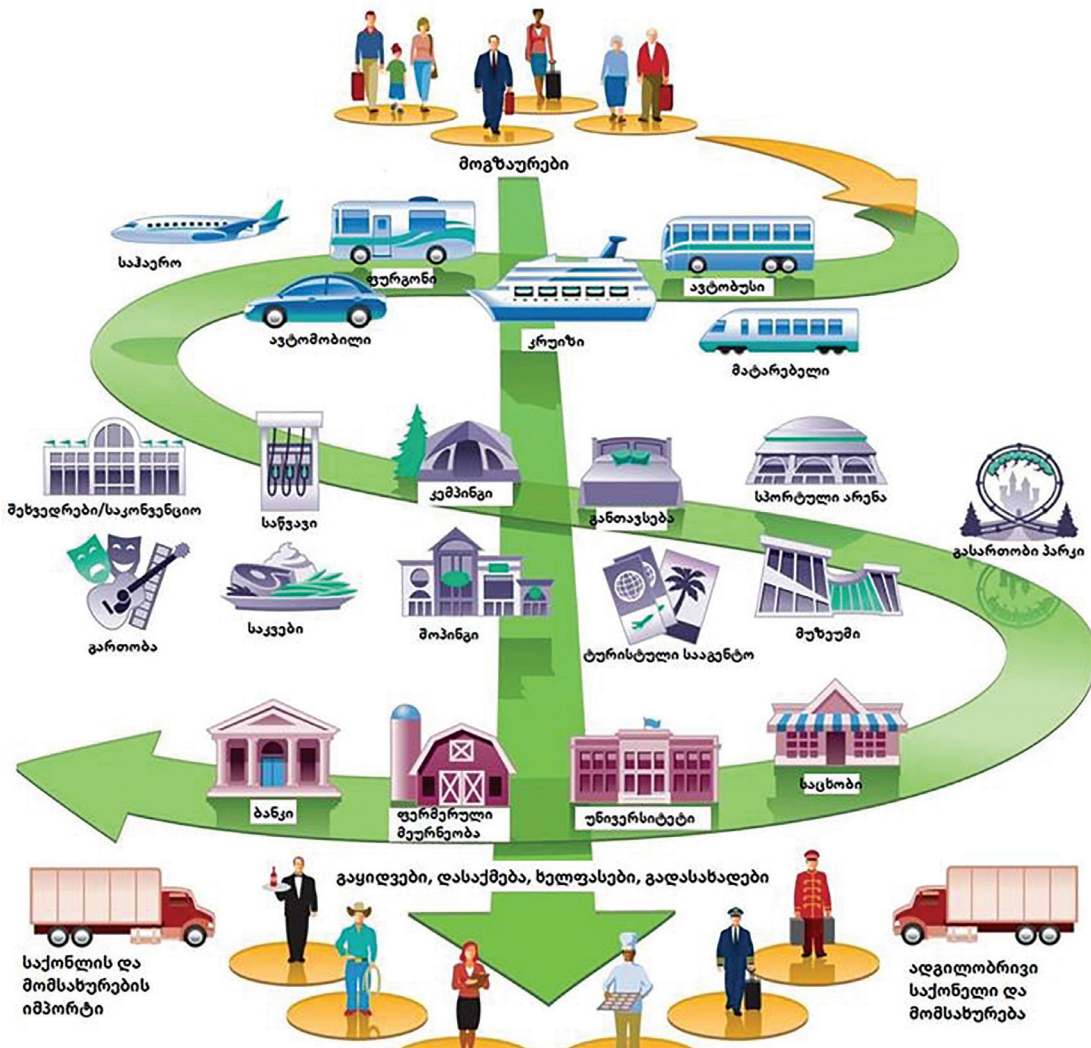 მოგზაურები
საჰაერო
ფურგონი
ავტობუსი
ავტომობილი
კრუიზი
მატარებელი
შეხვედრები/საკონვენციო
საწვავი
კემპინგი
განთავსება
სპორტული არენა
გასართობი პარკი
გართობა
საკვები
შოპინგი
ტურისტული სააგენტო
მუზეუმი
ბანკი
ფერმერული
მეურნეობა
უნივერსიტეტი
საცხობი
გაყიდვები, დასაქმება, ხელფასები, გადასახადები
საქონლის და
მომსახურების
იმპორტი
ადგილობრივი
საქონელი და
მომსახურება